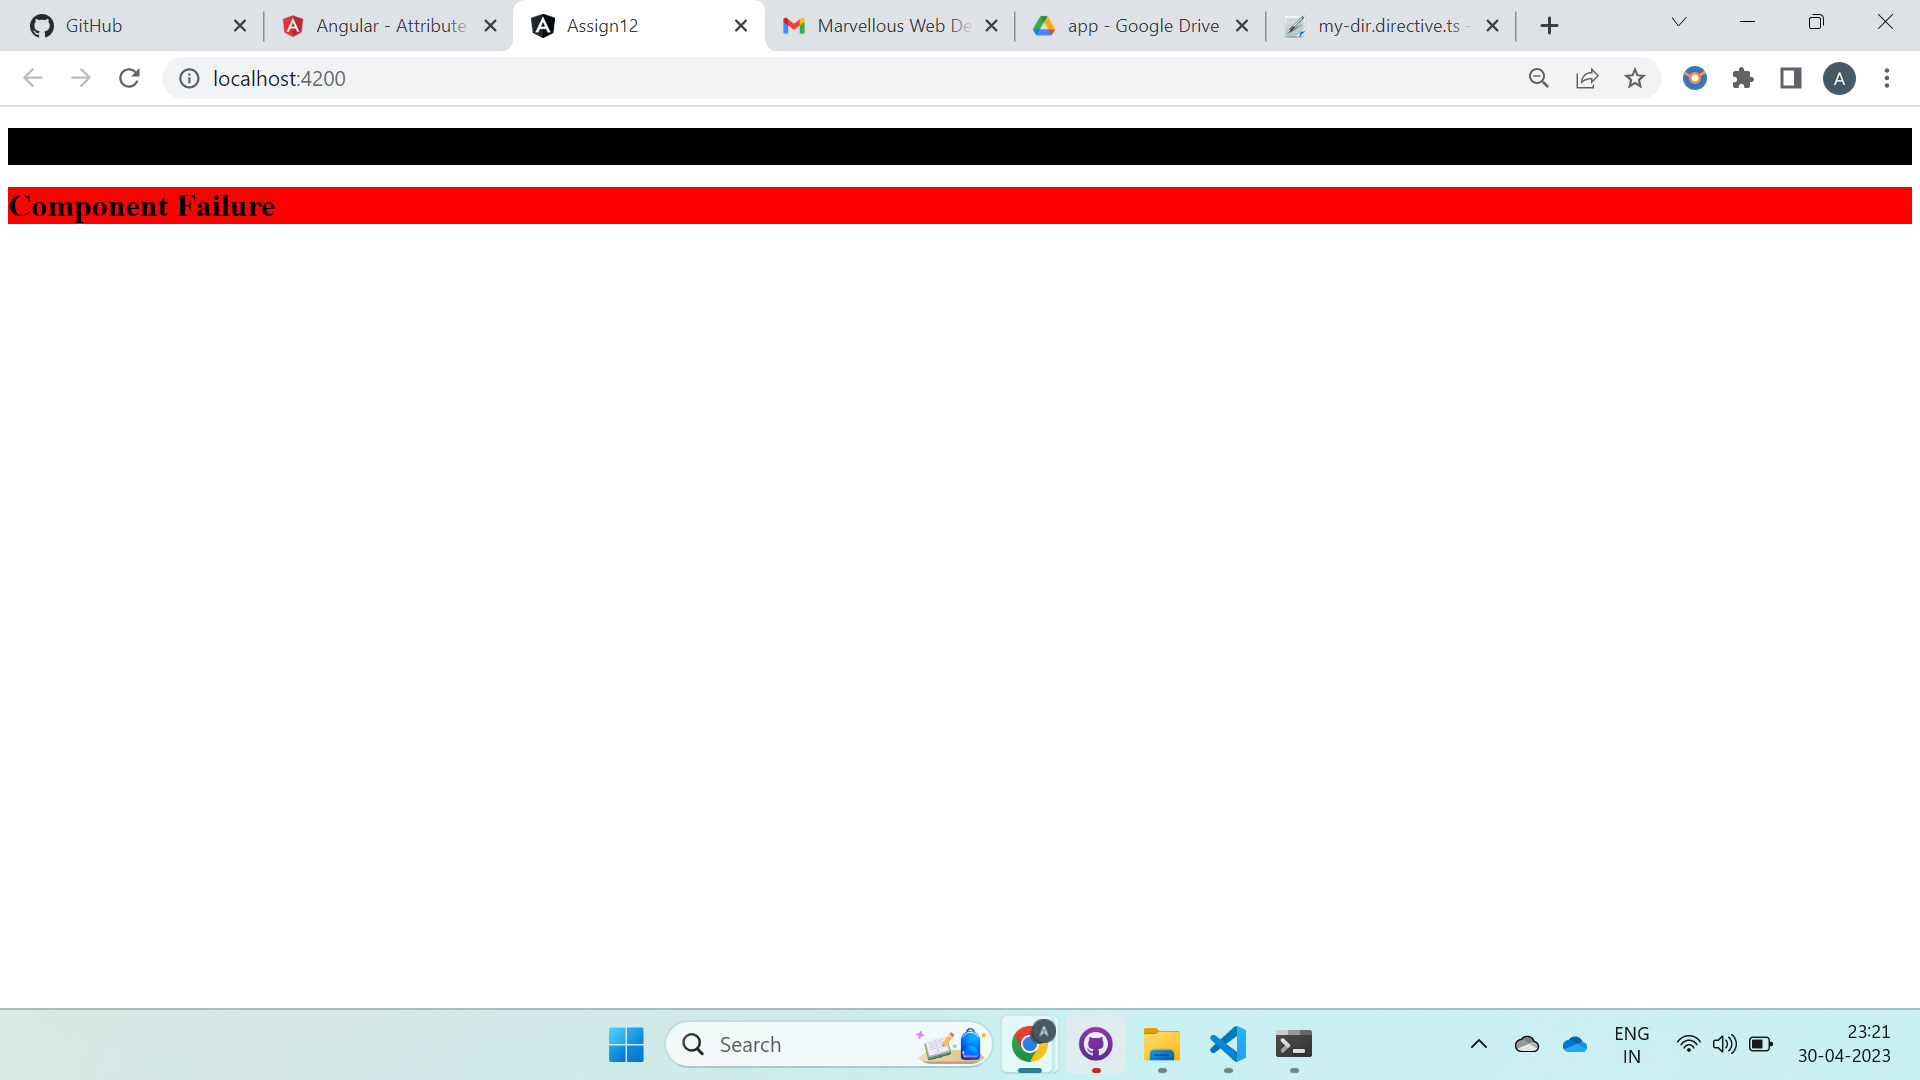 GitHub
Angular - Attribute
Assign12
Marvellous Web De
app - Google Drive
my-dir.directive.ts -
localhost:4200
A
Component Failure
Search
A
ENG
IN
23:21
30-04-2023